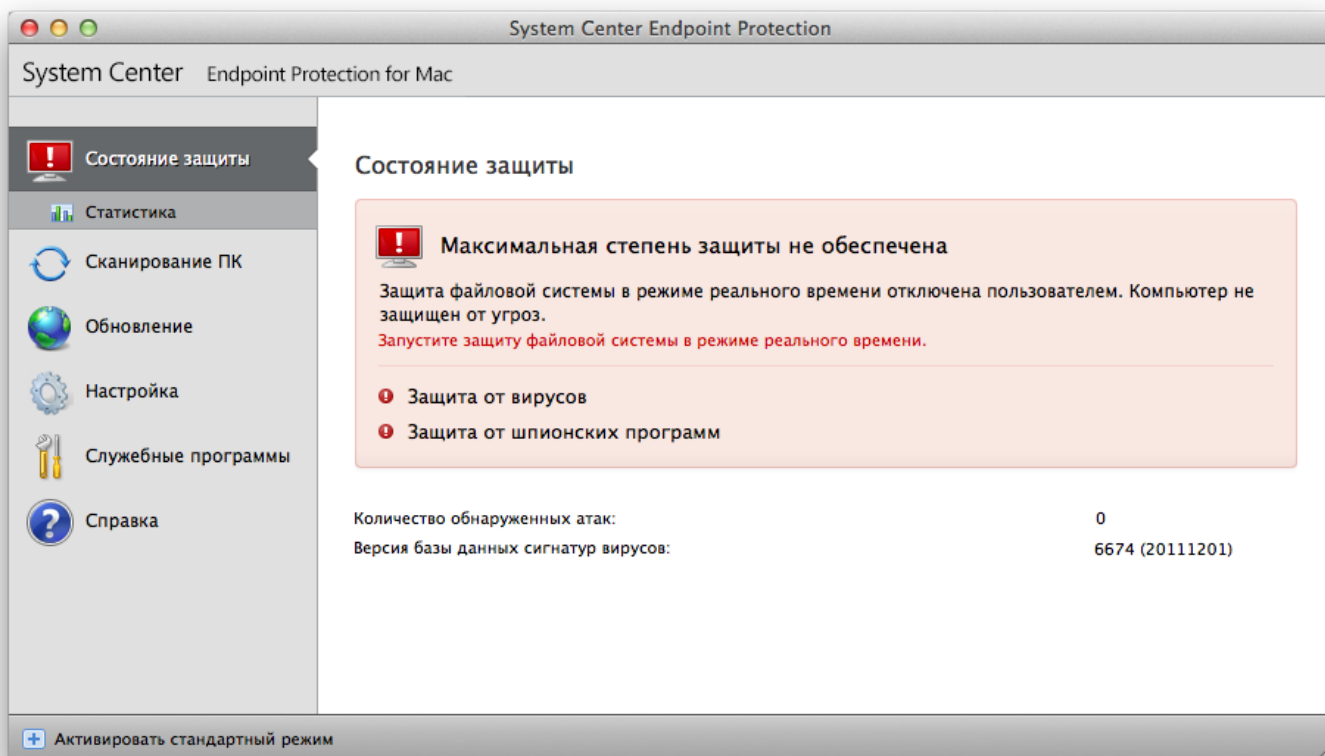 System Center Endpoint Protection
System Center Endpoint Protection for Mac
Состояние защиты
Статистика
Сканирование ПК
Обновление
Настройка
Служебные программы
Справка
Состояние защиты
Максимальная степень защиты не обеспечена
Защита файловой системы в режиме реального времени отключена пользователем. Компьютер не
защищен от угроз.
Запустите защиту файловой системы в режиме реального времени.
Защита от вирусов
Защита от шпионских программ
Количество обнаруженных атак: 0
Версия базы данных сигнатур вирусов: 6674 (20111201)
Активировать стандартный режим